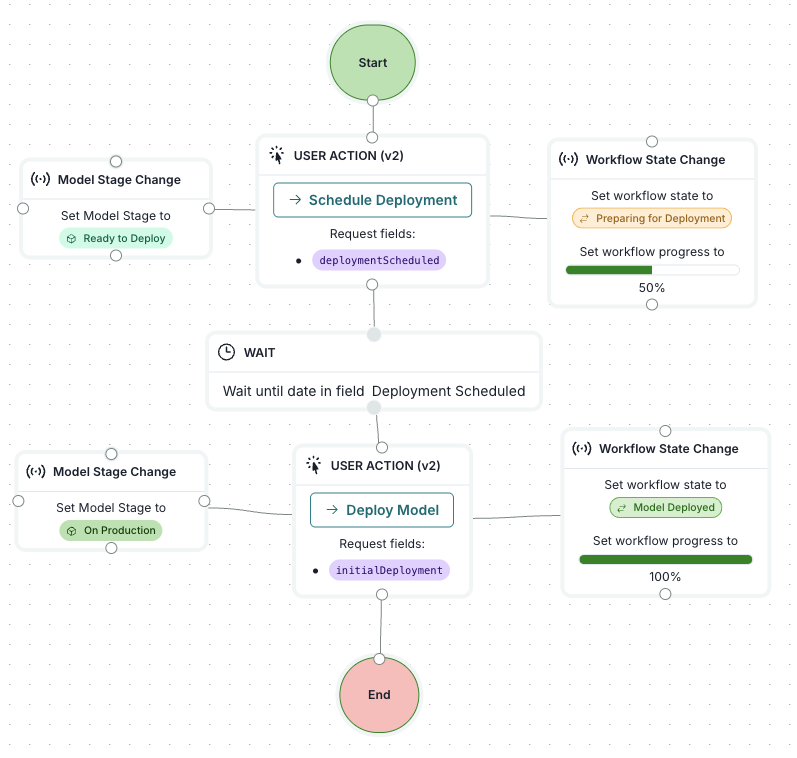 Start
USER ACTION (v2)
Schedule Deployment
Request fields:
deploymentScheduled
Model Stage Change
Set Model Stage to
Ready to Deploy
Workflow State Change
Set workflow state to
Preparing for Deployment
Set workflow progress to
50%
WAIT
Wait until date in field Deployment Scheduled
USER ACTION (v2)
Deploy Model
Request fields:
initialDeployment
Model Stage Change
Set Model Stage to
On Production
Workflow State Change
Set workflow state to
Model Deployed
Set workflow progress to
100%
End